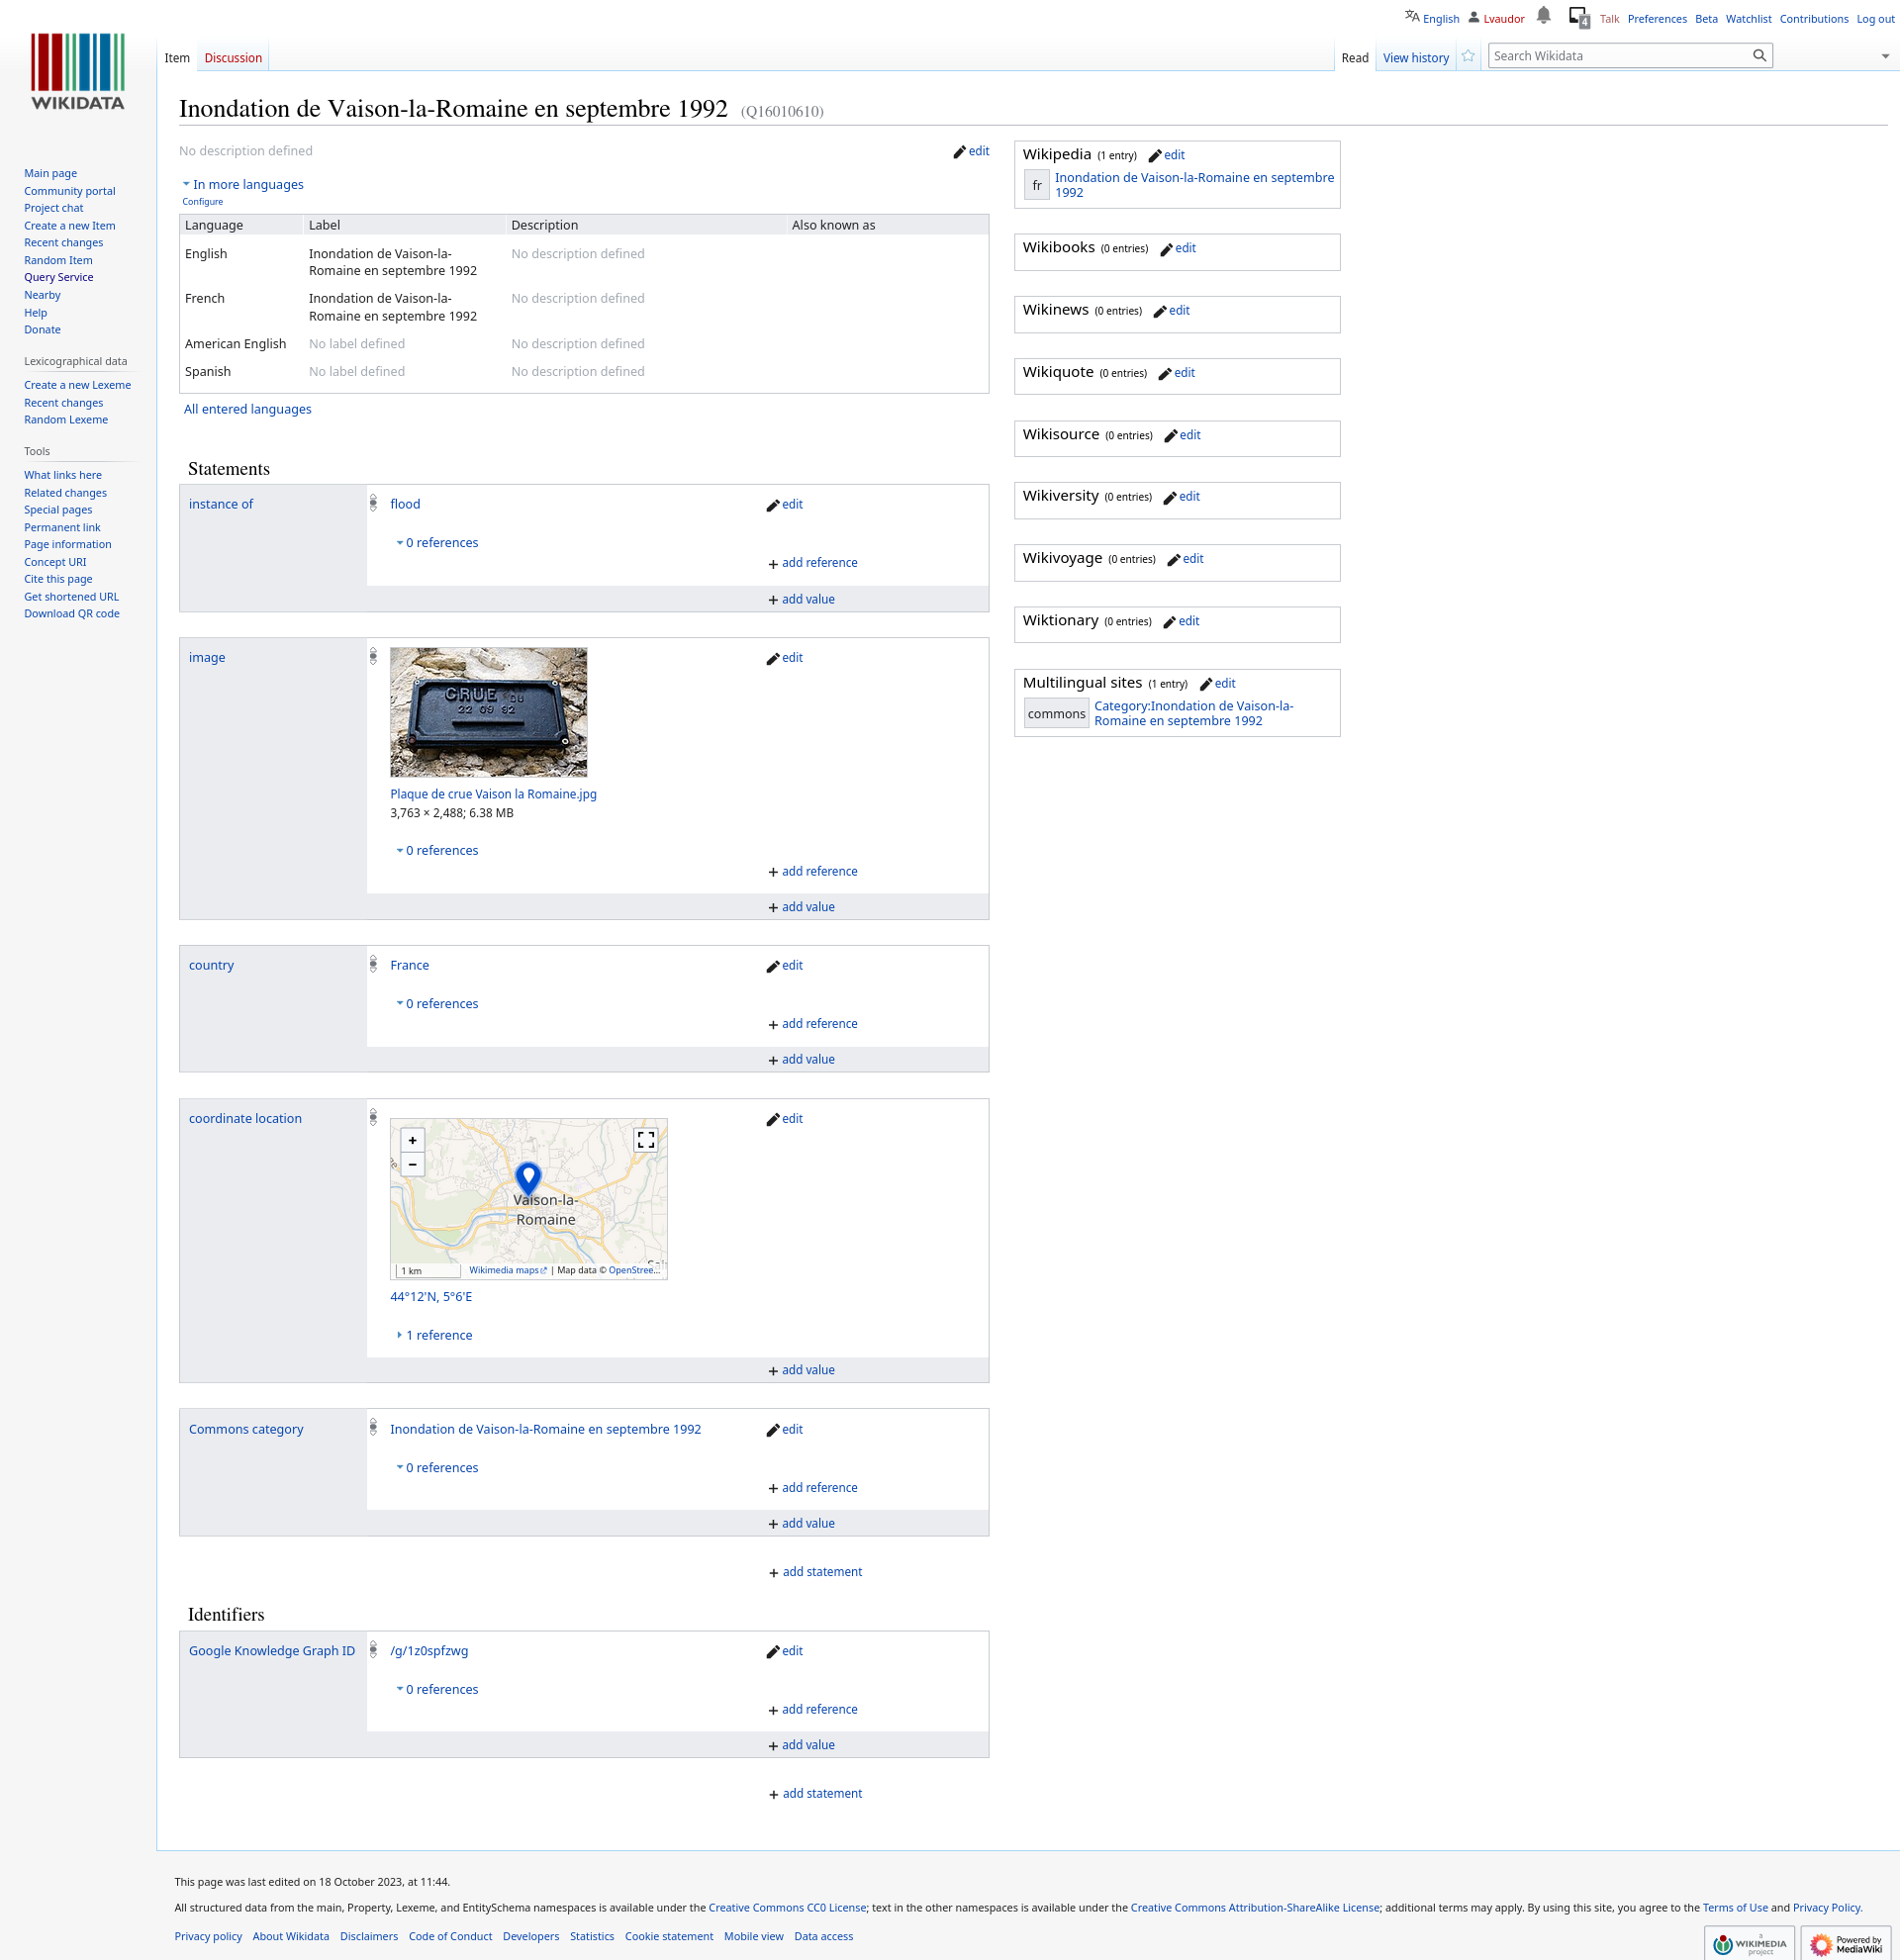 English Lvaudor 4 Talk Preferences Beta Watchlist Contributions Log out
WIKIDATA
Item Discussion Read View history Search Wikidata
Main page
Community portal
Project chat
Create a new Item
Recent changes
Random Item
Query Service
Nearby
Help
Donate
Lexicographical data
Create a new Lexeme
Recent changes
Random Lexeme
Tools
What links here
Related changes
Special pages
Permanent link
Page information
Concept URI
Cite this page
Get shortened URL
Download QR code
Inondation de Vaison-la-Romaine en septembre 1992 (Q16010610)
No description defined edit
In more languages
Configure
Language Label Description Also known as
English Inondation de Vaison-la- No description defined
Romaine en septembre 1992
French Inondation de Vaison-la- No description defined
Romaine en septembre 1992
American English No label defined No description defined
Spanish No label defined No description defined
All entered languages
Statements
instance of flood edit
0 references
+ add reference
+ add value
image edit
CRUE DU
22 09 92
Plaque de crue Vaison la Romaine.jpg
3,763 × 2,488; 6.38 MB
0 references
+ add reference
+ add value
country France edit
0 references
+ add reference
+ add value
coordinate location edit
+
−
Vaison-la-
Romaine
1 km Wikimedia maps | Map data © OpenStree...
44°12'N, 5°6'E
1 reference
+ add value
Commons category Inondation de Vaison-la-Romaine en septembre 1992 edit
0 references
+ add reference
+ add value
+ add statement
Identifiers
Google Knowledge Graph ID /g/1z0spfzwg edit
0 references
+ add reference
+ add value
+ add statement
Wikipedia (1 entry) edit
fr Inondation de Vaison-la-Romaine en septembre
1992
Wikibooks (0 entries) edit
Wikinews (0 entries) edit
Wikiquote (0 entries) edit
Wikisource (0 entries) edit
Wikiversity (0 entries) edit
Wikivoyage (0 entries) edit
Wiktionary (0 entries) edit
Multilingual sites (1 entry) edit
commons Category:Inondation de Vaison-la-
Romaine en septembre 1992
This page was last edited on 18 October 2023, at 11:44.
All structured data from the main, Property, Lexeme, and EntitySchema namespaces is available under the Creative Commons CC0 License; text in the other namespaces is available under the Creative Commons Attribution-ShareAlike License; additional terms may apply. By using this site, you agree to the Terms of Use and Privacy Policy.
Privacy policy About Wikidata Disclaimers Code of Conduct Developers Statistics Cookie statement Mobile view Data access
a
WIKIMEDIA
project
Powered by
MediaWiki